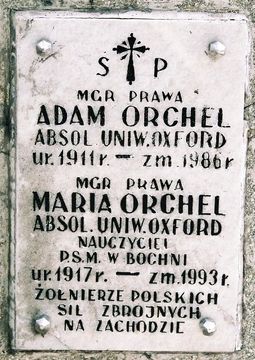 S P
MGR PRAWA
ADAM ORCHEL
ABSOL. UNIW. OXFORD
ur. 1911 r. – zm. 1986 r
MGR PRAWA
MARIA ORCHEL
ABSOL. UNIW. OXFORD
NAUCZYCIEL
P.S.M. W BOCHNI
ur. 1917 r. – zm. 1993 r.
ŻOŁNIERZE POLSKICH
SIŁ ZBROJNYCH
NA ZACHODZIE